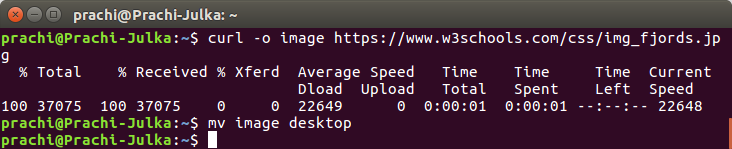 prachi@Prachi-Julka: ~
prachi@Prachi-Julka:~$ curl -o image https://www.w3schools.com/css/img_fjords.jp
g
  % Total    % Received % Xferd  Average Speed   Time    Time     Time  Current
                                 Dload  Upload   Total   Spent    Left  Speed
100 37075  100 37075    0     0  22649      0  0:00:01  0:00:01 --:--:-- 22648
prachi@Prachi-Julka:~$ mv image desktop
prachi@Prachi-Julka:~$